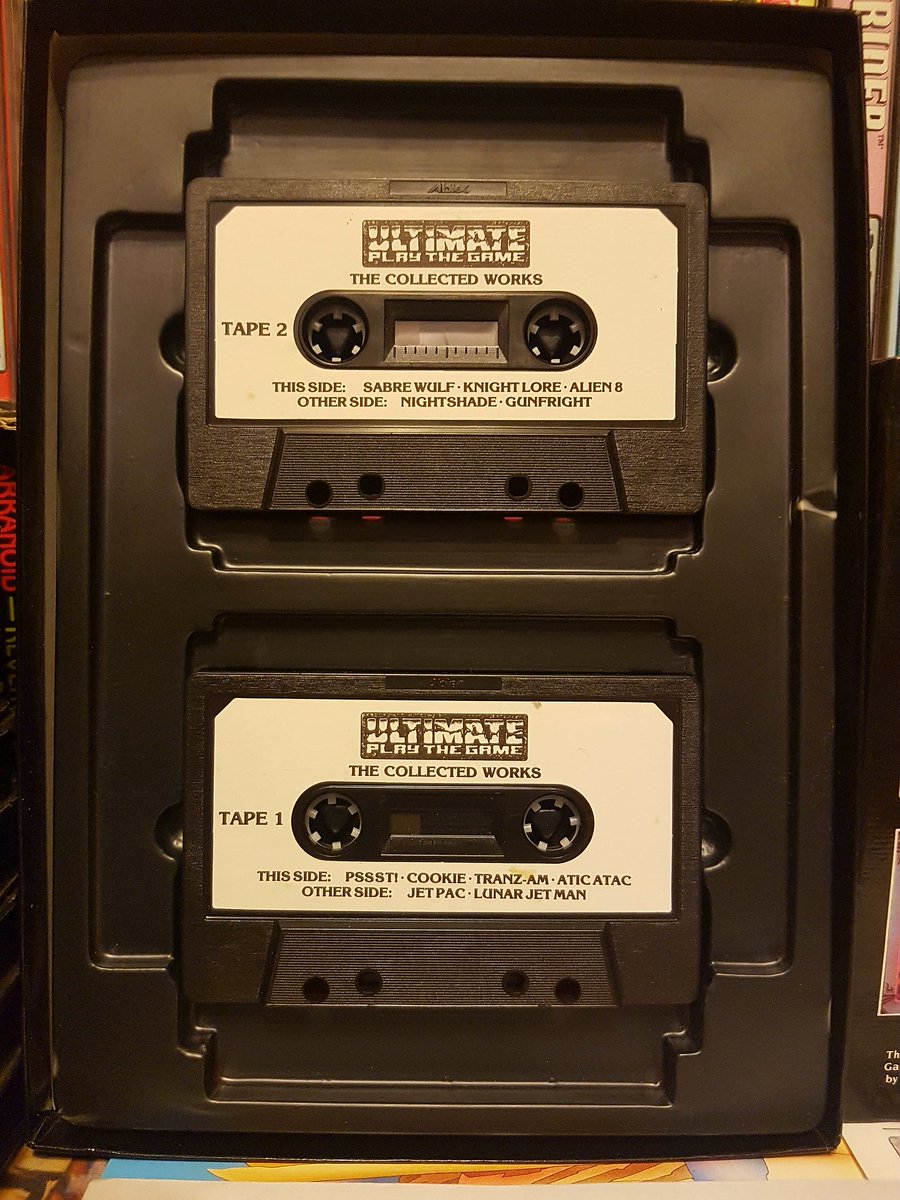 Ablex
ULTIMATE
PLAY THE GAME
THE COLLECTED WORKS
TAPE 2
THIS SIDE: SABRE WULF · KNIGHT LORE · ALIEN 8
OTHER SIDE: NIGHTSHADE · GUNFRIGHT
ULTIMATE
PLAY THE GAME
THE COLLECTED WORKS
TAPE 1
THIS SIDE: PSSST! · COOKIE · TRANZ-AM · ATIC ATAC
OTHER SIDE: JET PAC · LUNAR JET MAN
ARKANOID
by